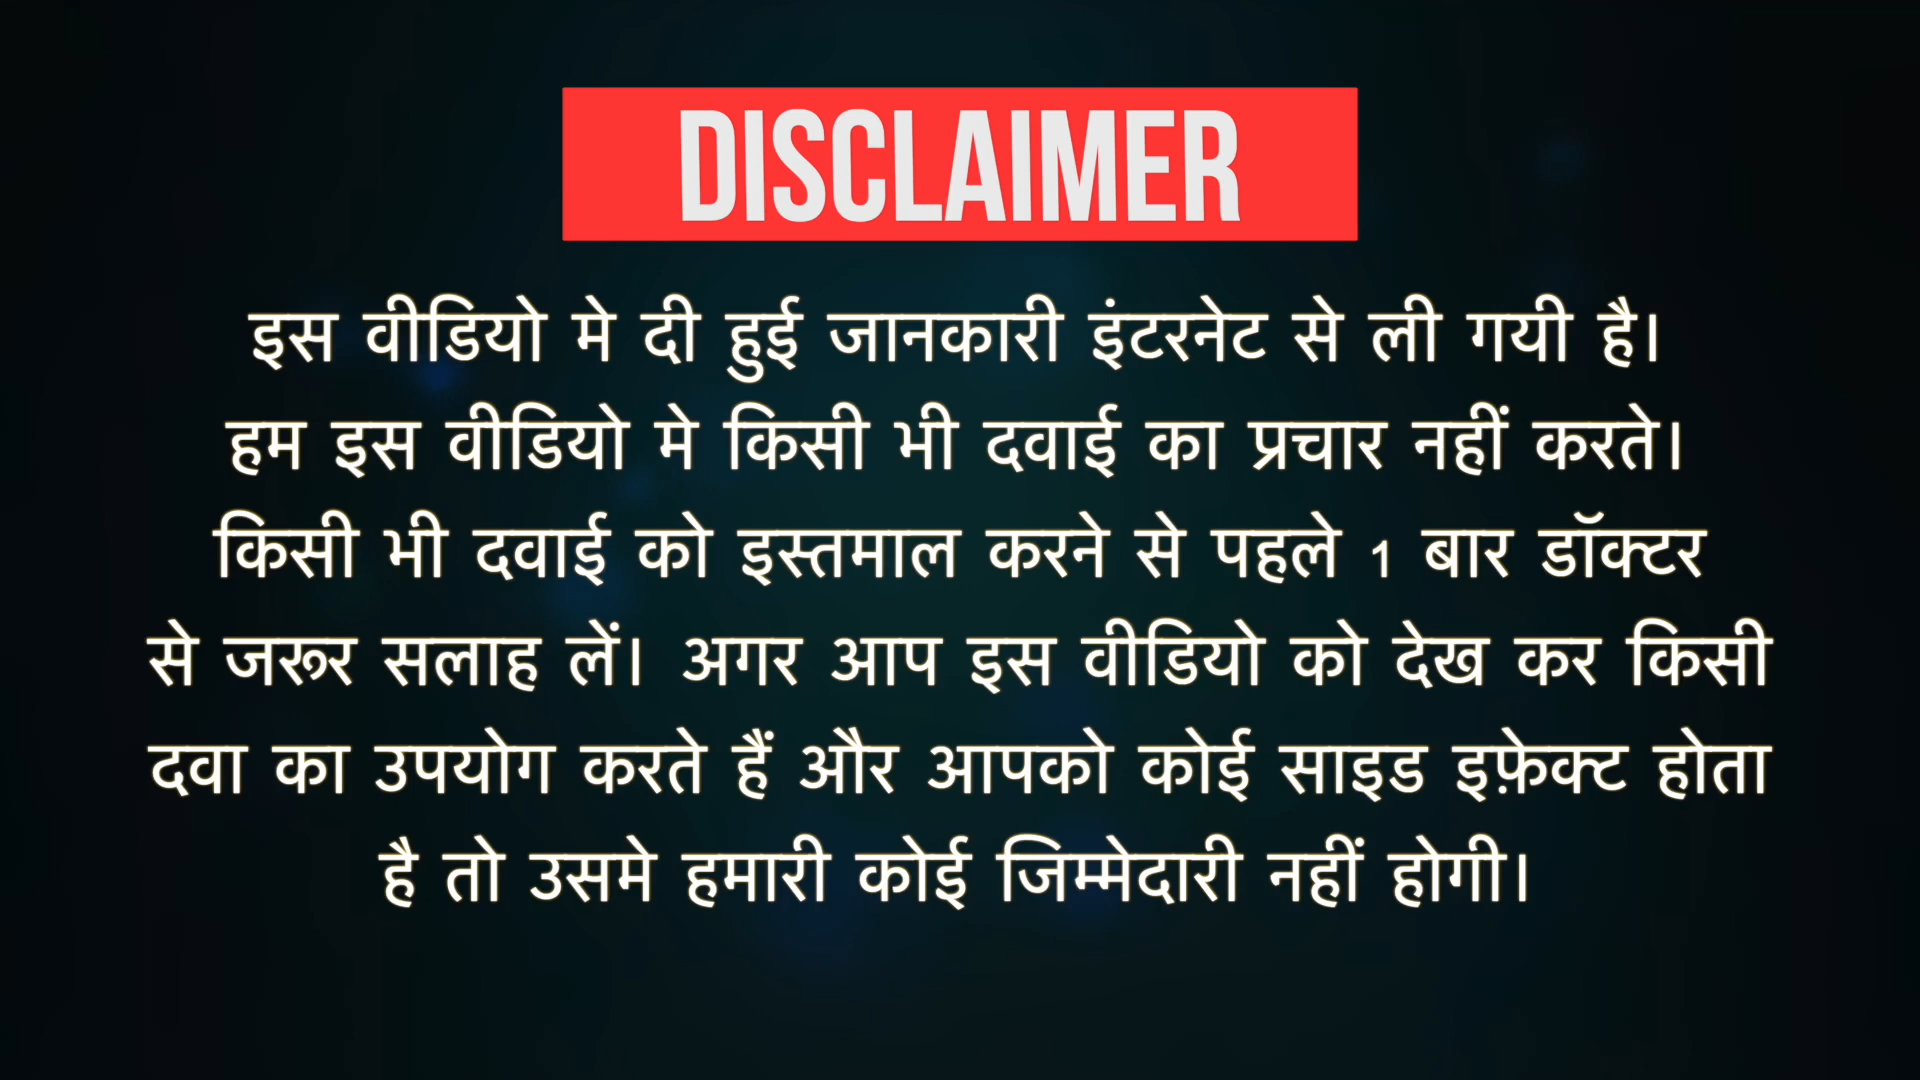 DISCLAIMER
इस वीडियो मे दी हुई जानकारी इंटरनेट से ली गयी है।
हम इस वीडियो मे किसी भी दवाई का प्रचार नहीं करते।
किसी भी दवाई को इस्तमाल करने से पहले 1 बार डॉक्टर
से जरूर सलाह लें। अगर आप इस वीडियो को देख कर किसी
दवा का उपयोग करते हैं और आपको कोई साइड इफ़ेक्ट होता
है तो उसमे हमारी कोई जिम्मेदारी नहीं होगी।